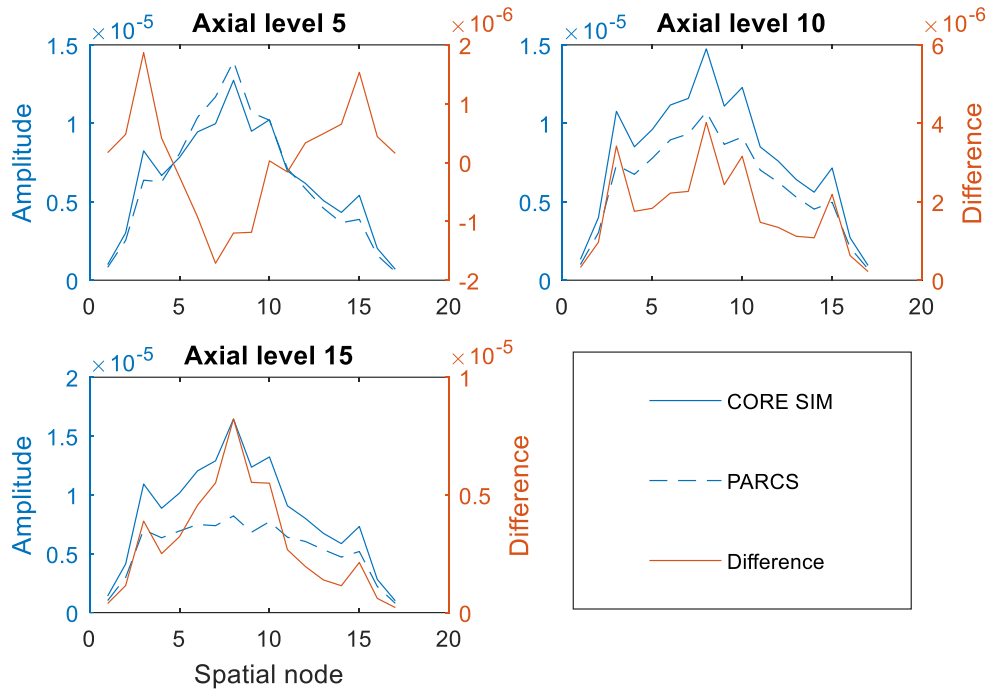 Axial level 5
×10^-5
×10^-6
Amplitude
1.5
1
0.5
0
2
1
0
-1
-2
0 5 10 15 20
Axial level 10
×10^-5
×10^-6
1.5
1
0.5
0
6
4
2
0
Difference
0 5 10 15 20
Axial level 15
×10^-5
×10^-5
Amplitude
2
1.5
1
0.5
0
1
0.5
0
Difference
0 5 10 15 20
Spatial node
CORE SIM
PARCS
Difference